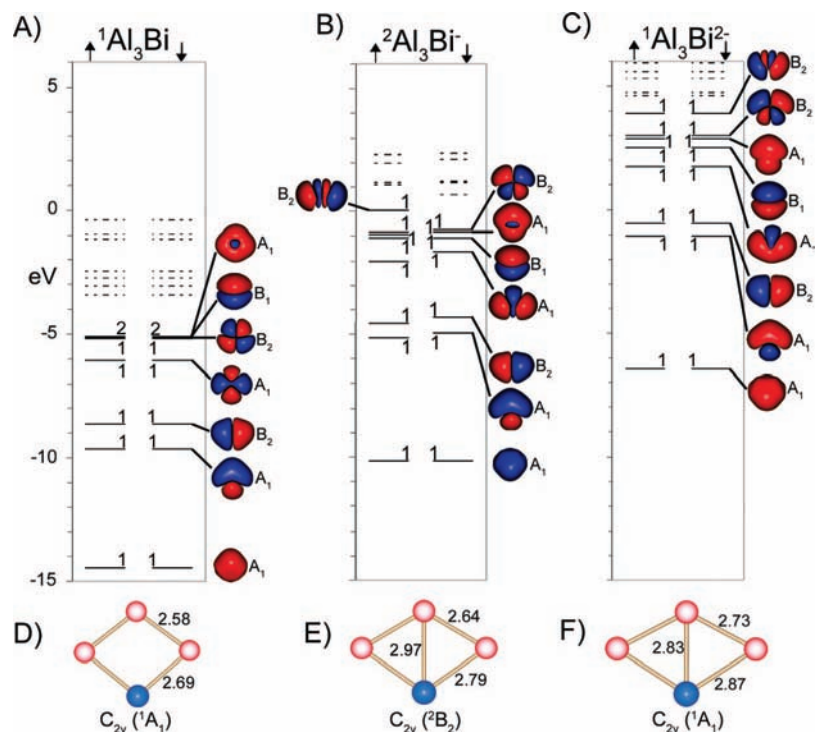 A) ¹Al₃Bi
B) ²Al₃Bi⁻
C) ¹Al₃Bi²⁻
5
0
eV
-5
-10
-15
2 2
1 1
1 1
1 1
1 1
1 1
A₁
B₁
B₂
A₁
B₂
A₁
A₁
B₂
1
1 1
1 1
1 1
1 1
1 1
1 1
1 1
B₂
A₁
B₁
A₁
B₂
A₁
A₁
1 1
1 1
1 1
1 1
1 1
1 1
1 1
B₂
B₂
A₁
B₁
A₁
B₂
A₁
A₁
D) 2.58
2.69
C₂ᵥ (¹A₁)
E) 2.64
2.97
2.79
C₂ᵥ (²B₂)
F) 2.73
2.83
2.87
C₂ᵥ (¹A₁)